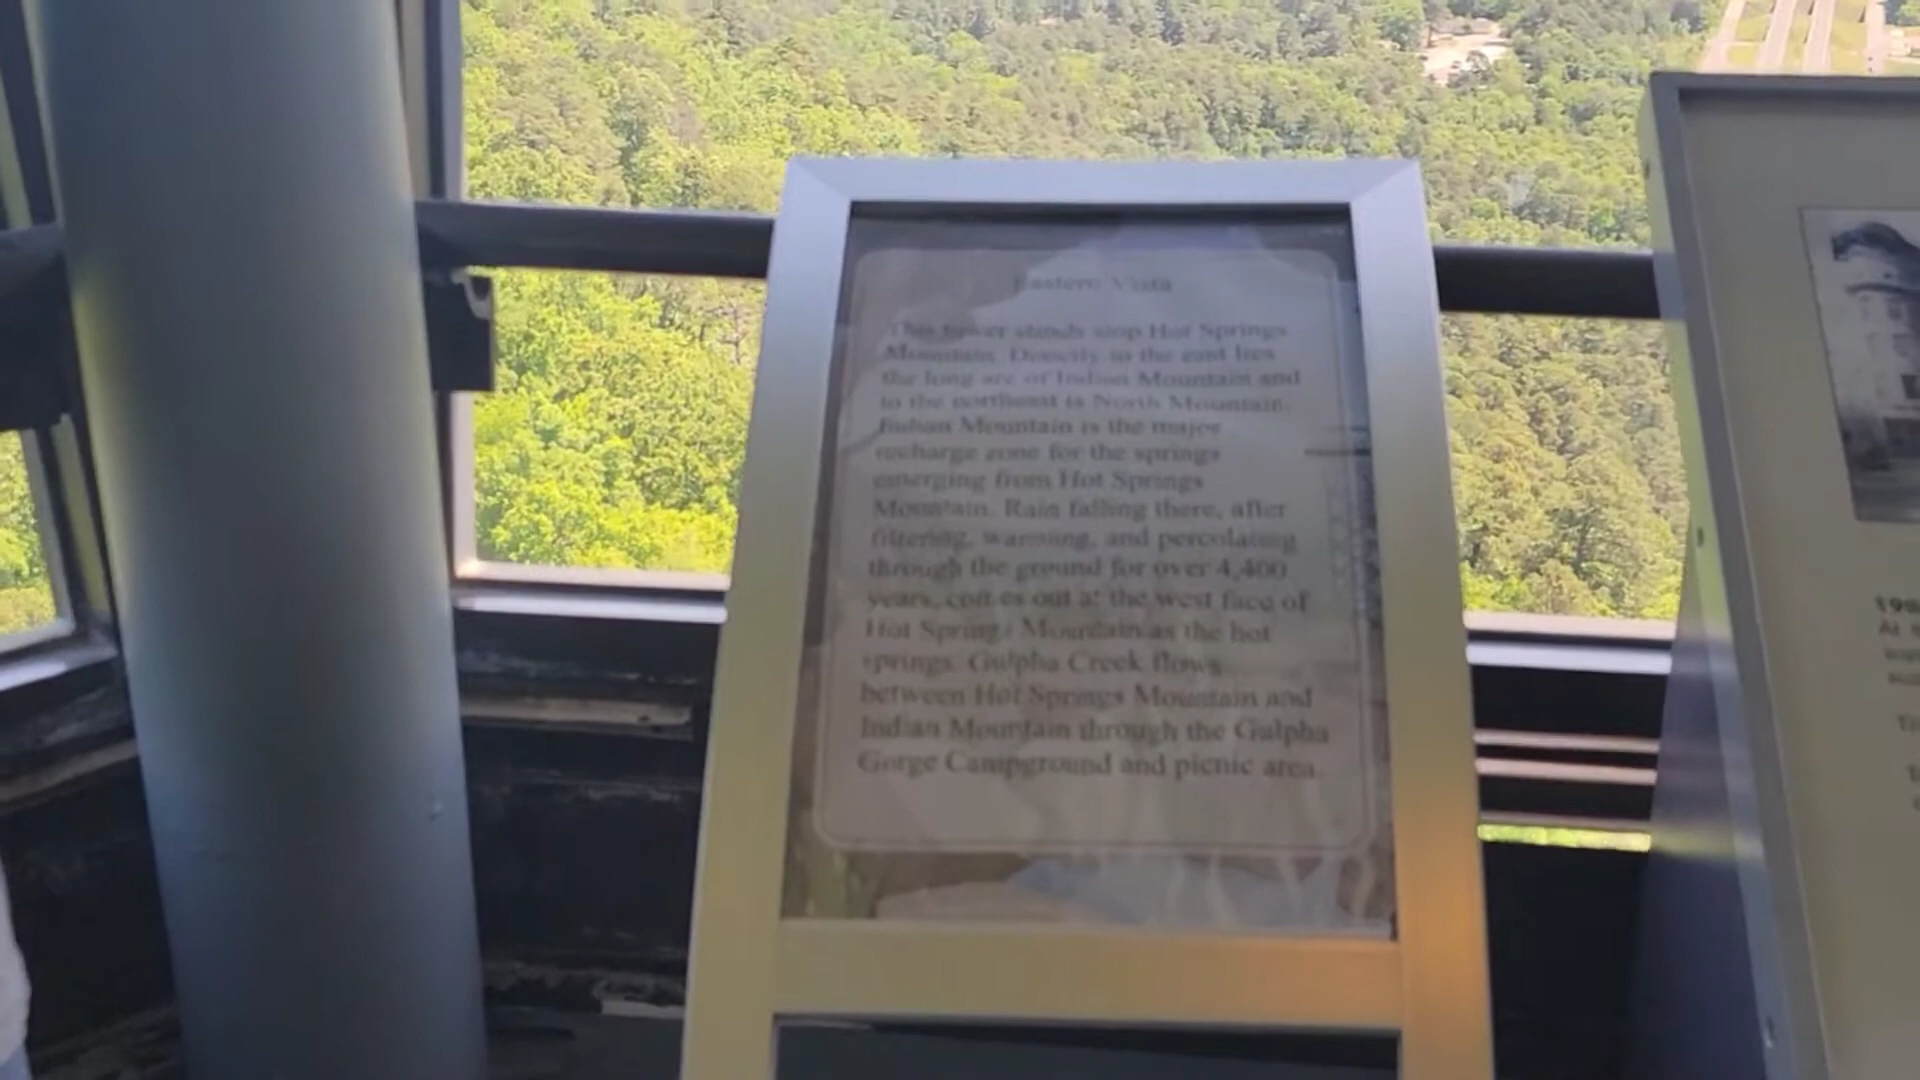 Eastern Vista
This tower stands atop Hot Springs
Mountain. Directly to the east lies
the long arc of Indian Mountain and
to the northeast is North Mountain.
Indian Mountain is the major
recharge zone for the springs
emerging from Hot Springs
Mountain. Rain falling there, after
filtering, warming, and percolating
through the ground for over 4,400
years, comes out at the west face of
Hot Springs Mountain as the hot
springs. Gulpha Creek flows
between Hot Springs Mountain and
Indian Mountain through the Gulpha
Gorge Campground and picnic area.
At